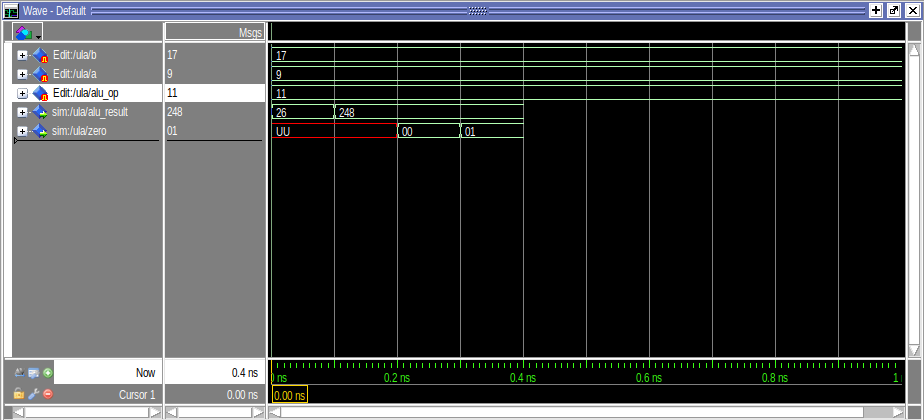 Wave - Default
Msgs
Edit:/ula/b 17 17
Edit:/ula/a 9 9
Edit:/ula/alu_op 11 11
sim:/ula/alu_result 248 26 248
sim:/ula/zero 01 UU 00 01
Now 0.4 ns 0 ns 0.2 ns 0.4 ns 0.6 ns 0.8 ns 1
Cursor 1 0.00 ns 0.00 ns